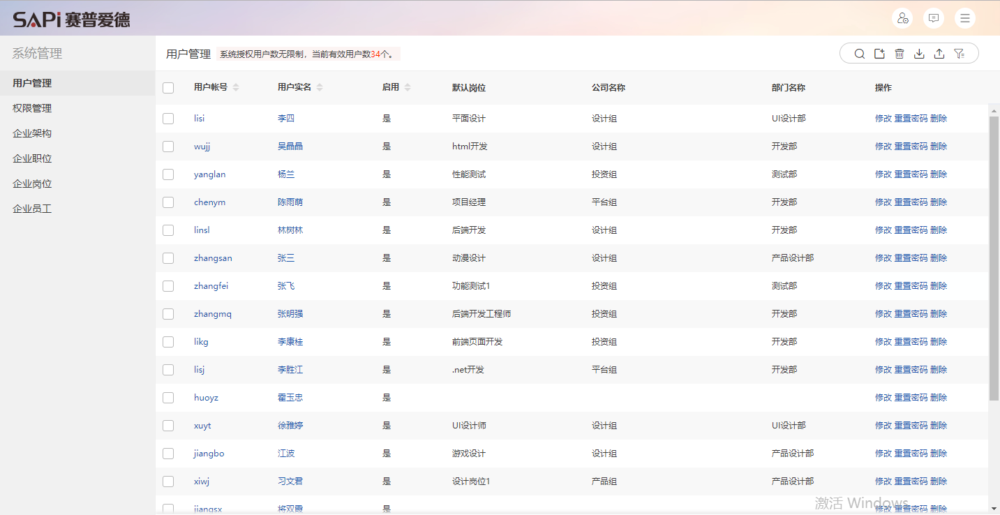 SAPi 赛普爱德
系统管理
用户管理
权限管理
企业架构
企业职位
企业岗位
企业员工
用户管理 系统授权用户数无限制，当前有效用户数34个。
用户帐号 用户实名 启用 默认岗位 公司名称 部门名称 操作
lisi 李四 是 平面设计 设计组 UI设计部 修改 重置密码 删除
wujj 吴晶晶 是 html开发 设计组 开发部 修改 重置密码 删除
yanglan 杨兰 是 性能测试 投资组 测试部 修改 重置密码 删除
chenym 陈雨萌 是 项目经理 平台组 开发部 修改 重置密码 删除
linsl 林树林 是 后端开发 设计组 开发部 修改 重置密码 删除
zhangsan 张三 是 动漫设计 设计组 产品设计部 修改 重置密码 删除
zhangfei 张飞 是 功能测试1 投资组 测试部 修改 重置密码 删除
zhangmq 张明强 是 后端开发工程师 投资组 开发部 修改 重置密码 删除
likg 李康桂 是 前端页面开发 投资组 开发部 修改 重置密码 删除
lisj 李胜江 是 .net开发 平台组 开发部 修改 重置密码 删除
huoyz 霍玉忠 是 修改 重置密码 删除
xuyt 徐雅婷 是 UI设计师 设计组 UI设计部 修改 重置密码 删除
jiangbo 江波 是 游戏设计 设计组 产品设计部 修改 重置密码 删除
xiwj 习文君 是 设计岗位1 产品组 产品设计部 修改 重置密码 删除
jiangsx 将双霞 是 修改 重置密码 删除
激活 Windows